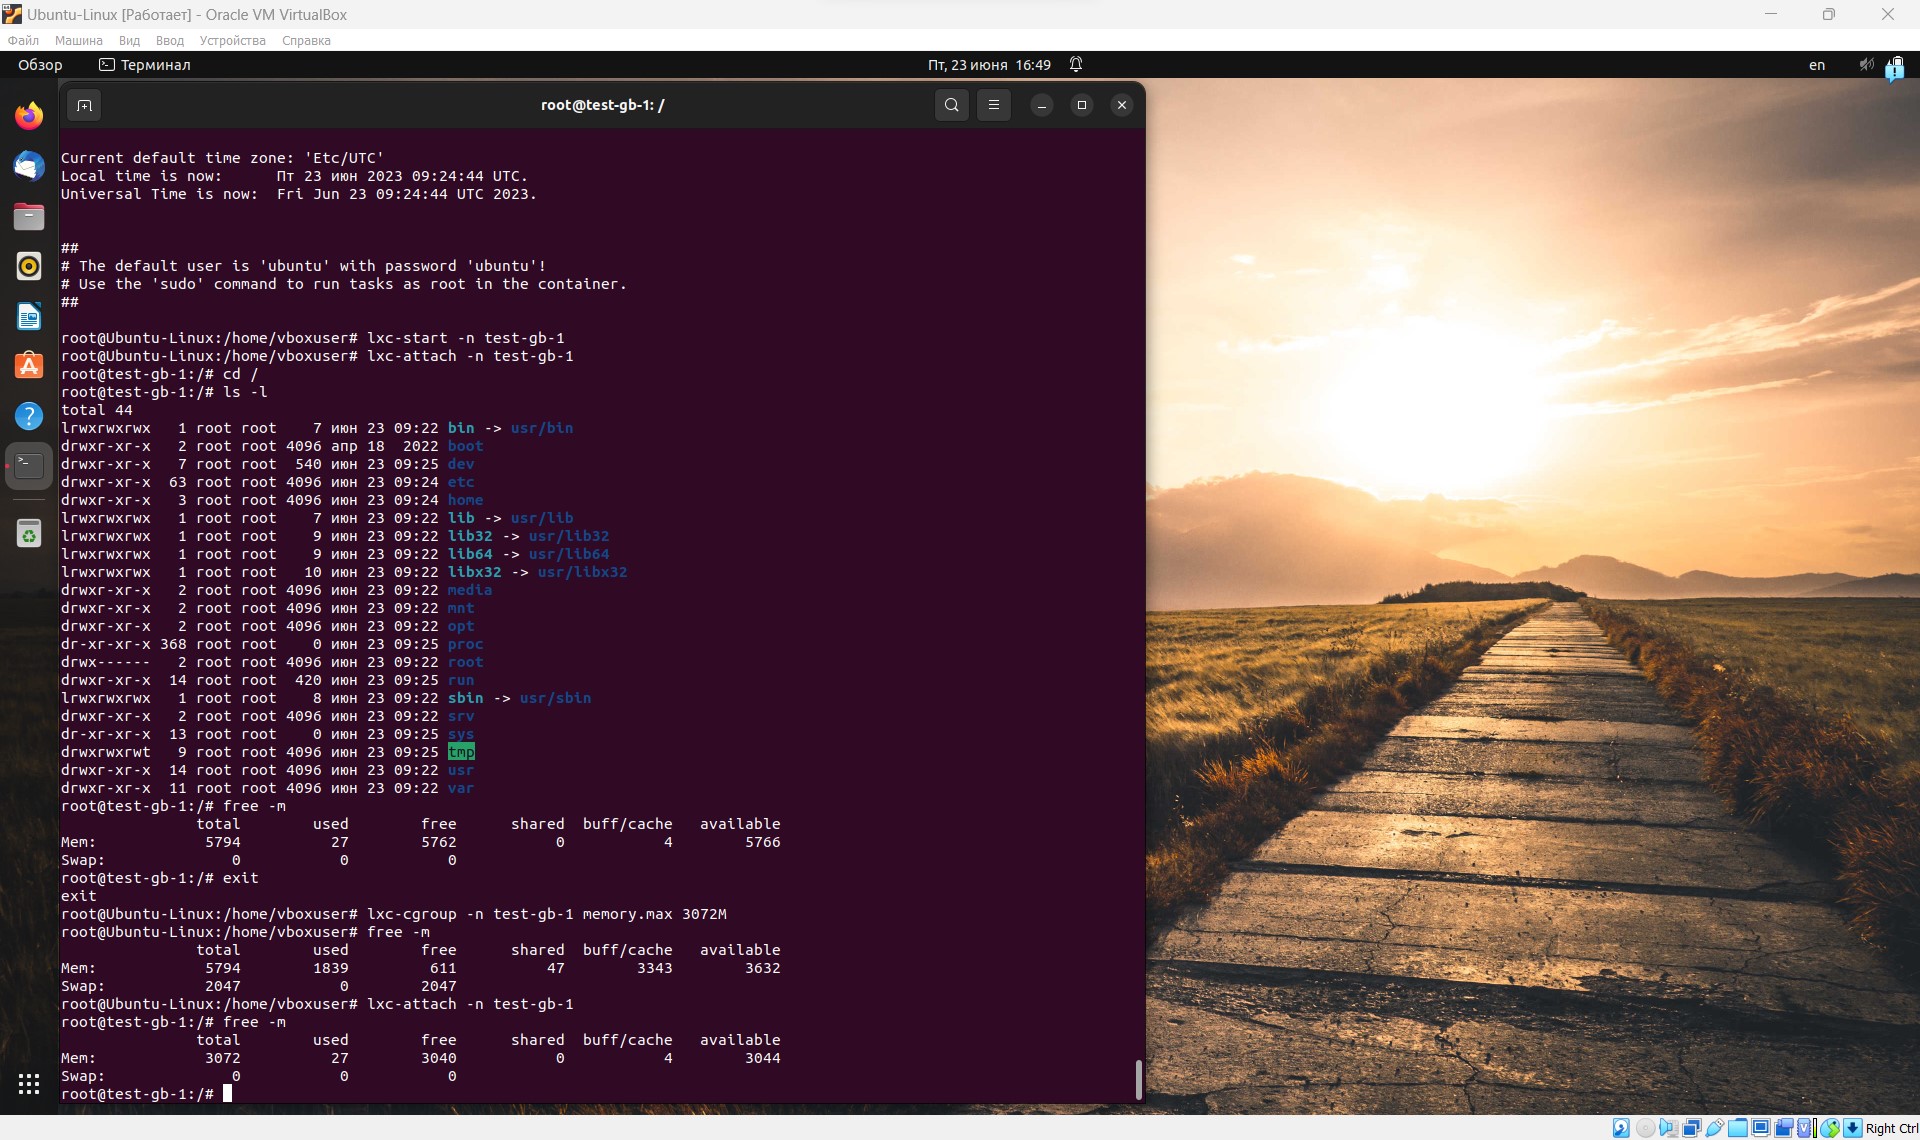 Ubuntu-Linux [Работает] - Oracle VM VirtualBox
Файл Машина Вид Ввод Устройства Справка
Обзор Терминал Пт, 23 июня 16:49 en
root@test-gb-1: /
Current default time zone: 'Etc/UTC'
Local time is now:      Пт 23 июн 2023 09:24:44 UTC.
Universal Time is now:  Fri Jun 23 09:24:44 UTC 2023.
##
# The default user is 'ubuntu' with password 'ubuntu'!
# Use the 'sudo' command to run tasks as root in the container.
##
root@Ubuntu-Linux:/home/vboxuser# lxc-start -n test-gb-1
root@Ubuntu-Linux:/home/vboxuser# lxc-attach -n test-gb-1
root@test-gb-1:/# cd /
root@test-gb-1:/# ls -l
total 44
lrwxrwxrwx   1 root root    7 июн 23 09:22 bin -> usr/bin
drwxr-xr-x   2 root root 4096 апр 18  2022 boot
drwxr-xr-x   7 root root  540 июн 23 09:25 dev
drwxr-xr-x  63 root root 4096 июн 23 09:24 etc
drwxr-xr-x   3 root root 4096 июн 23 09:24 home
lrwxrwxrwx   1 root root    7 июн 23 09:22 lib -> usr/lib
lrwxrwxrwx   1 root root    9 июн 23 09:22 lib32 -> usr/lib32
lrwxrwxrwx   1 root root    9 июн 23 09:22 lib64 -> usr/lib64
lrwxrwxrwx   1 root root   10 июн 23 09:22 libx32 -> usr/libx32
drwxr-xr-x   2 root root 4096 июн 23 09:22 media
drwxr-xr-x   2 root root 4096 июн 23 09:22 mnt
drwxr-xr-x   2 root root 4096 июн 23 09:22 opt
dr-xr-xr-x 368 root root    0 июн 23 09:25 proc
drwx------   2 root root 4096 июн 23 09:22 root
drwxr-xr-x  14 root root  420 июн 23 09:25 run
lrwxrwxrwx   1 root root    8 июн 23 09:22 sbin -> usr/sbin
drwxr-xr-x   2 root root 4096 июн 23 09:22 srv
dr-xr-xr-x  13 root root    0 июн 23 09:25 sys
drwxrwxrwt   9 root root 4096 июн 23 09:25 tmp
drwxr-xr-x  14 root root 4096 июн 23 09:22 usr
drwxr-xr-x  11 root root 4096 июн 23 09:22 var
root@test-gb-1:/# free -m
               total        used        free      shared  buff/cache   available
Mem:            5794          27        5762           0           4        5766
Swap:              0           0           0
root@test-gb-1:/# exit
exit
root@Ubuntu-Linux:/home/vboxuser# lxc-cgroup -n test-gb-1 memory.max 3072M
root@Ubuntu-Linux:/home/vboxuser# free -m
               total        used        free      shared  buff/cache   available
Mem:            5794        1839         611          47        3343        3632
Swap:           2047           0        2047
root@Ubuntu-Linux:/home/vboxuser# lxc-attach -n test-gb-1
root@test-gb-1:/# free -m
               total        used        free      shared  buff/cache   available
Mem:            3072          27        3040           0           4        3044
Swap:              0           0           0
root@test-gb-1:/#
Right Ctrl